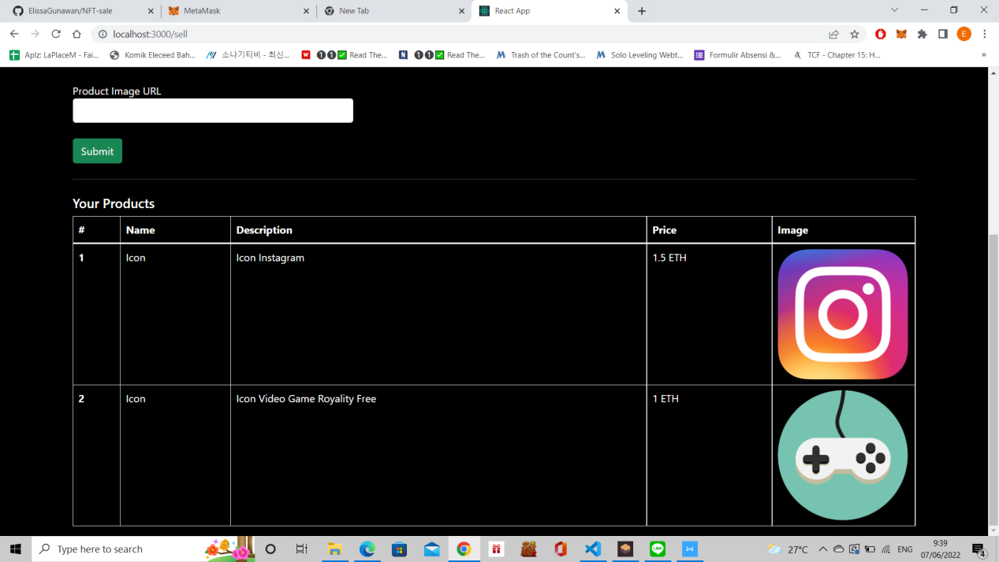 ElissaGunawan/NFT-sale
MetaMask
New Tab
React App
localhost:3000/sell
E
Aplz: LaPlaceM - Fai...
Komik Eleceed Bah...
소나기티비 - 최신...
W ❶❶✅ Read The...
N ❶❶✅ Read The...
Trash of the Count's...
Solo Leveling Webt...
Formulir Absensi &...
TCF - Chapter 15: H...
»
Product Image URL
Submit
Your Products
# Name Description Price Image
1 Icon Icon Instagram 1.5 ETH
2 Icon Icon Video Game Royality Free 1 ETH
Type here to search
LINE
W
27°C
ENG
9:39
07/06/2022
4